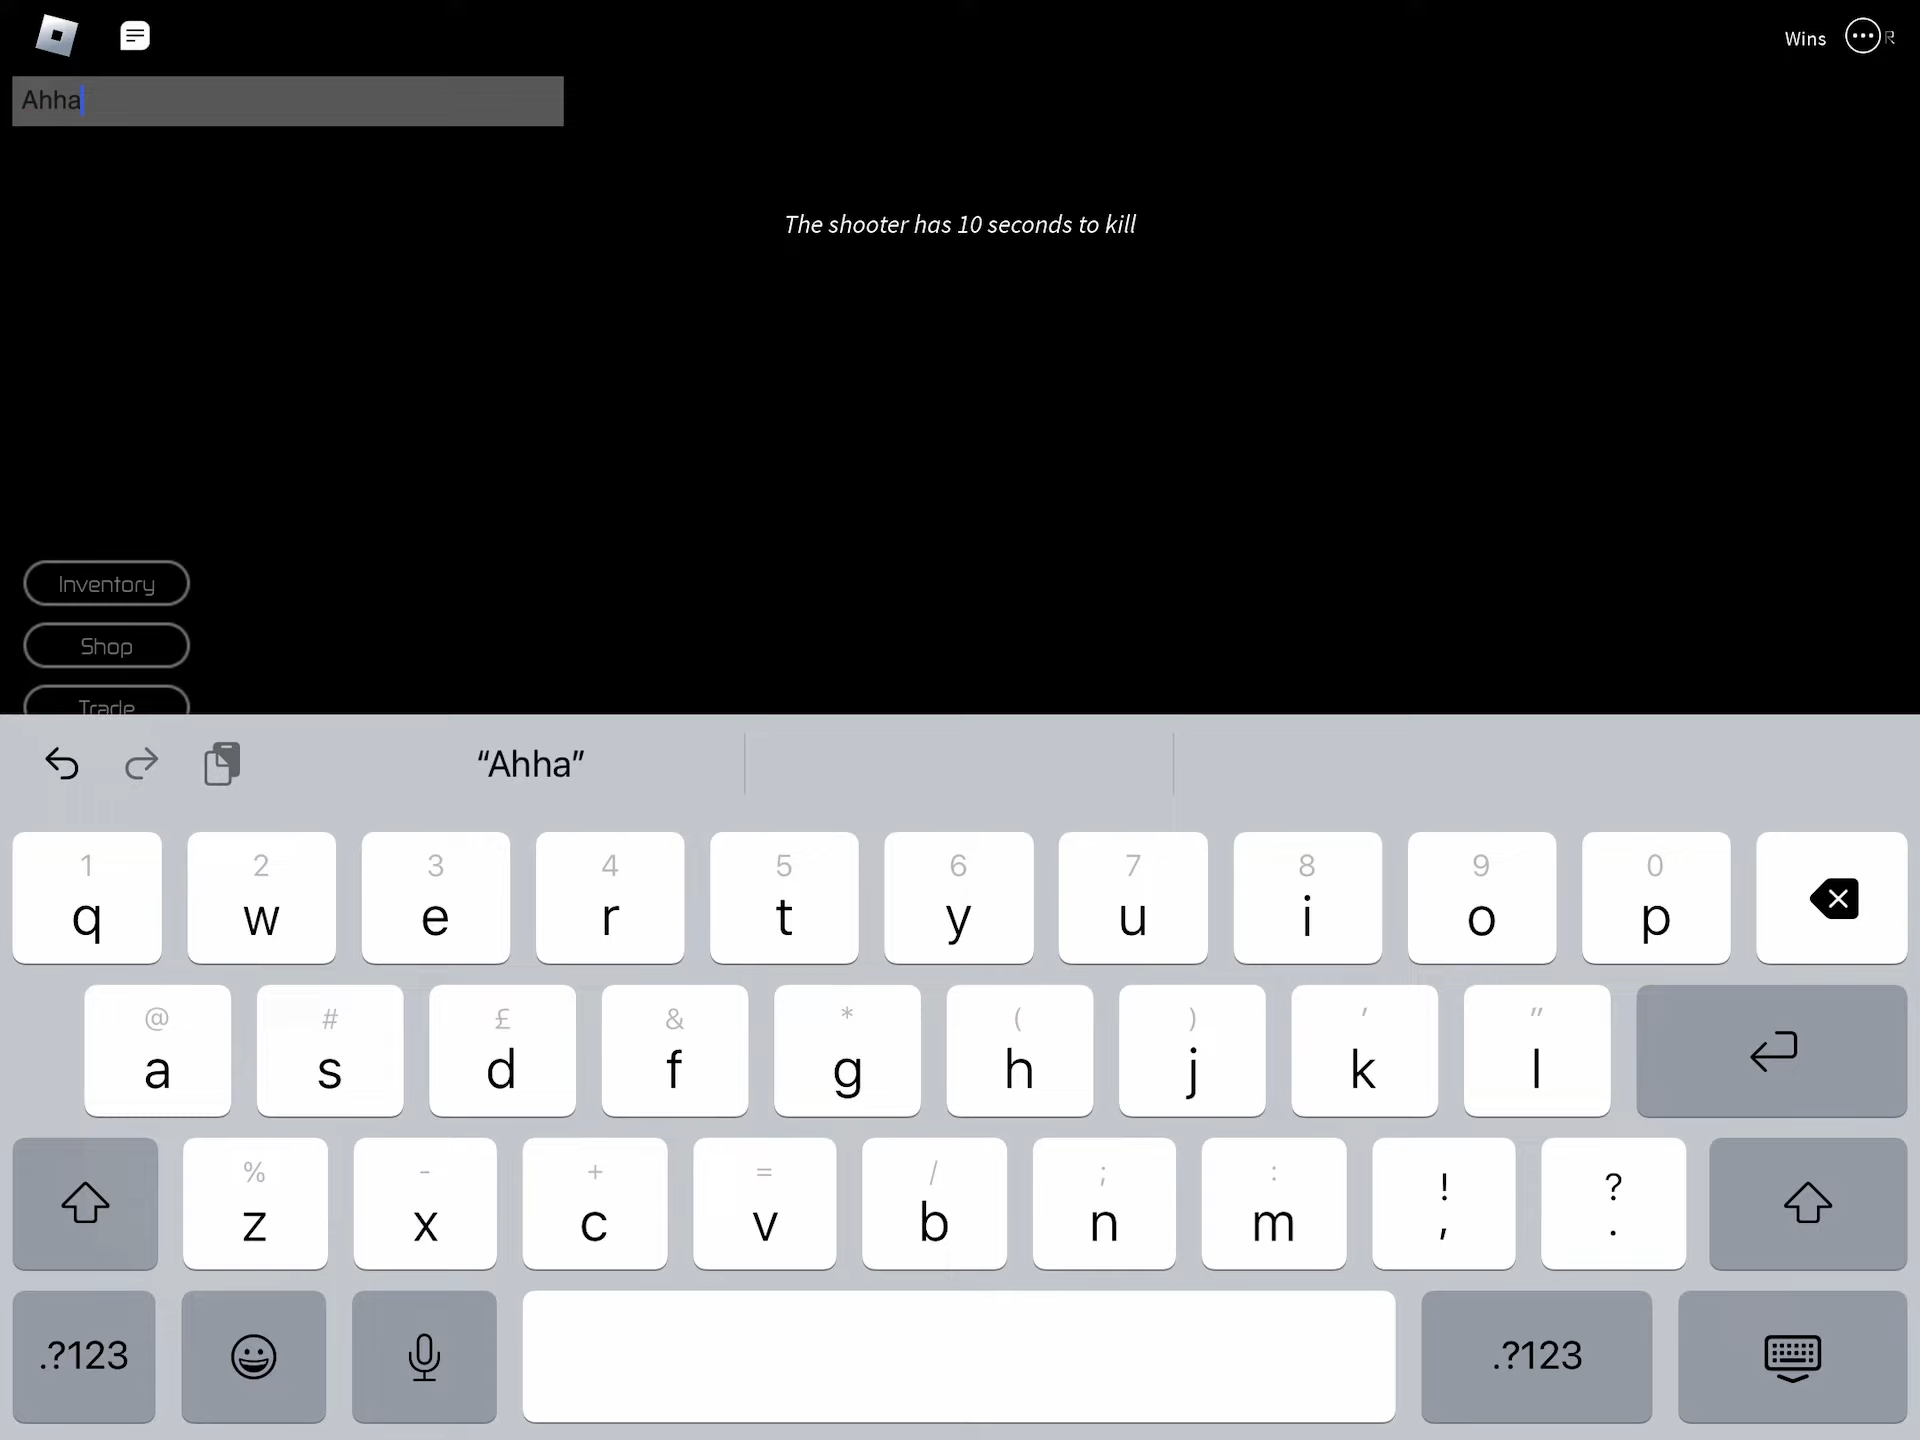 Wins
R
Ahha
The shooter has 10 seconds to kill
Inventory
Shop
Trade
“Ahha”
1 2 3 4 5 6 7 8 9 0
q w e r t y u i o p
@ # £ & * ( ) ' "
a s d f g h j k l
% - + = / ; : ! ?
z x c v b n m , .
.?123 .?123